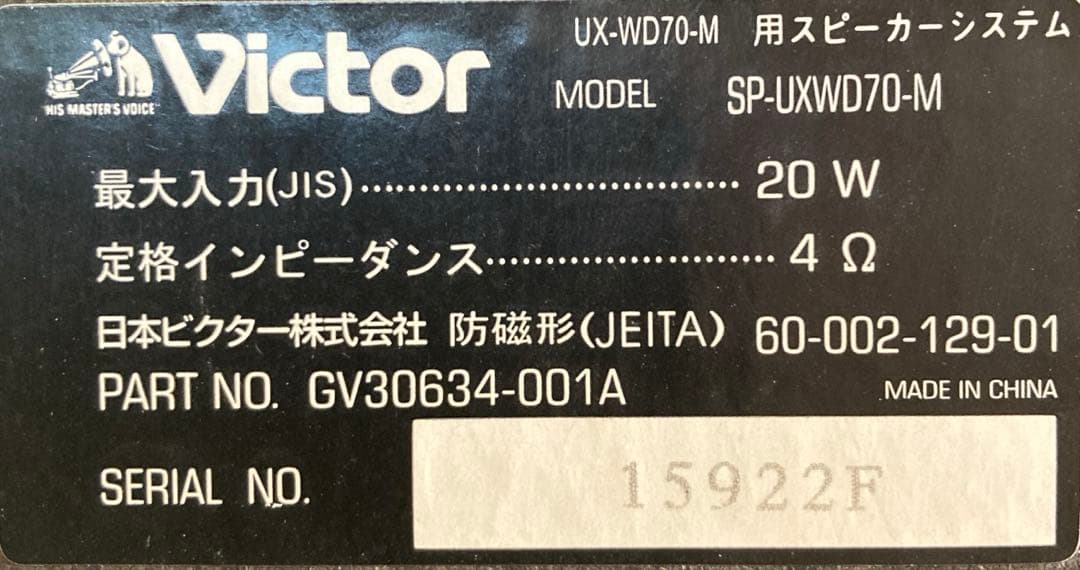 UX-WD70-M 用スピーカーシステム
HIS MASTER'S VOICE Victor
MODEL SP-UXWD70-M
最大入力(JIS)……………………………… 20 W
定格インピーダンス…………………… 4 Ω
日本ビクター株式会社 防磁形(JEITA) 60-002-129-01
PART NO. GV30634-001A MADE IN CHINA
SERIAL NO. 15922F